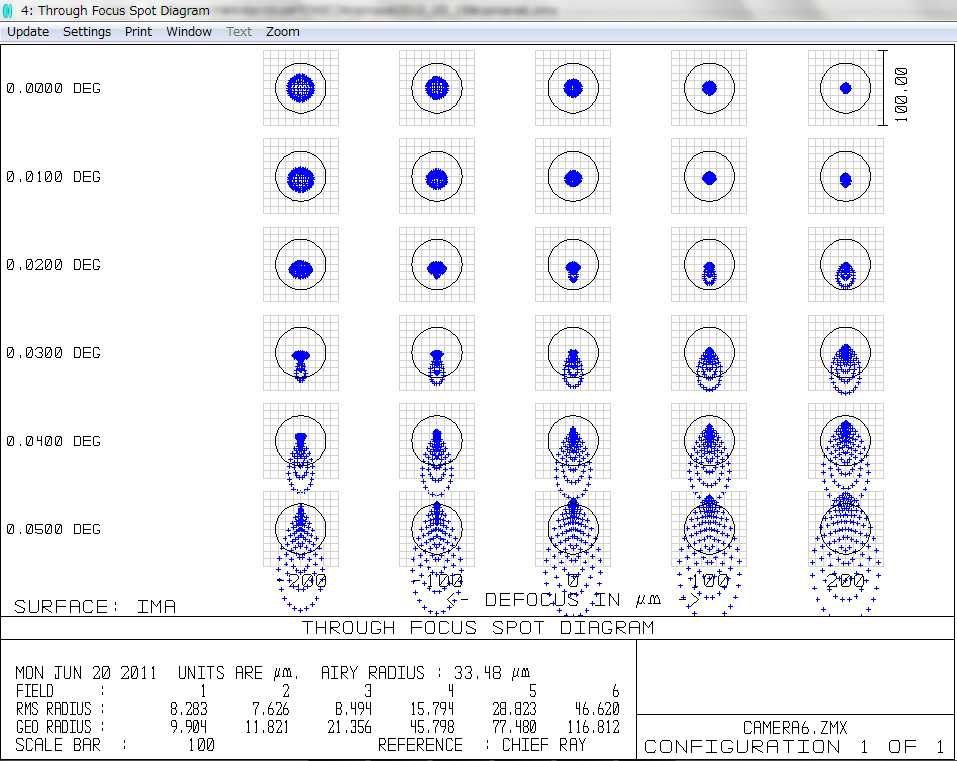 4: Through Focus Spot Diagram
Update Settings Print Window Text Zoom
0.0000 DEG
100.00
0.0100 DEG
0.0200 DEG
0.0300 DEG
0.0400 DEG
0.0500 DEG
-200 -100 0 100 200
<- DEFOCUS IN µm ->
SURFACE: IMA
THROUGH FOCUS SPOT DIAGRAM
MON JUN 20 2011 UNITS ARE µm. AIRY RADIUS : 33.48 µm
FIELD : 1 2 3 4 5 6
RMS RADIUS : 8.283 7.626 8.494 15.794 28.823 46.620
GEO RADIUS : 9.904 11.821 21.356 45.798 77.480 116.812
SCALE BAR : 100 REFERENCE : CHIEF RAY
CAMERA6.ZMX
CONFIGURATION 1 OF 1